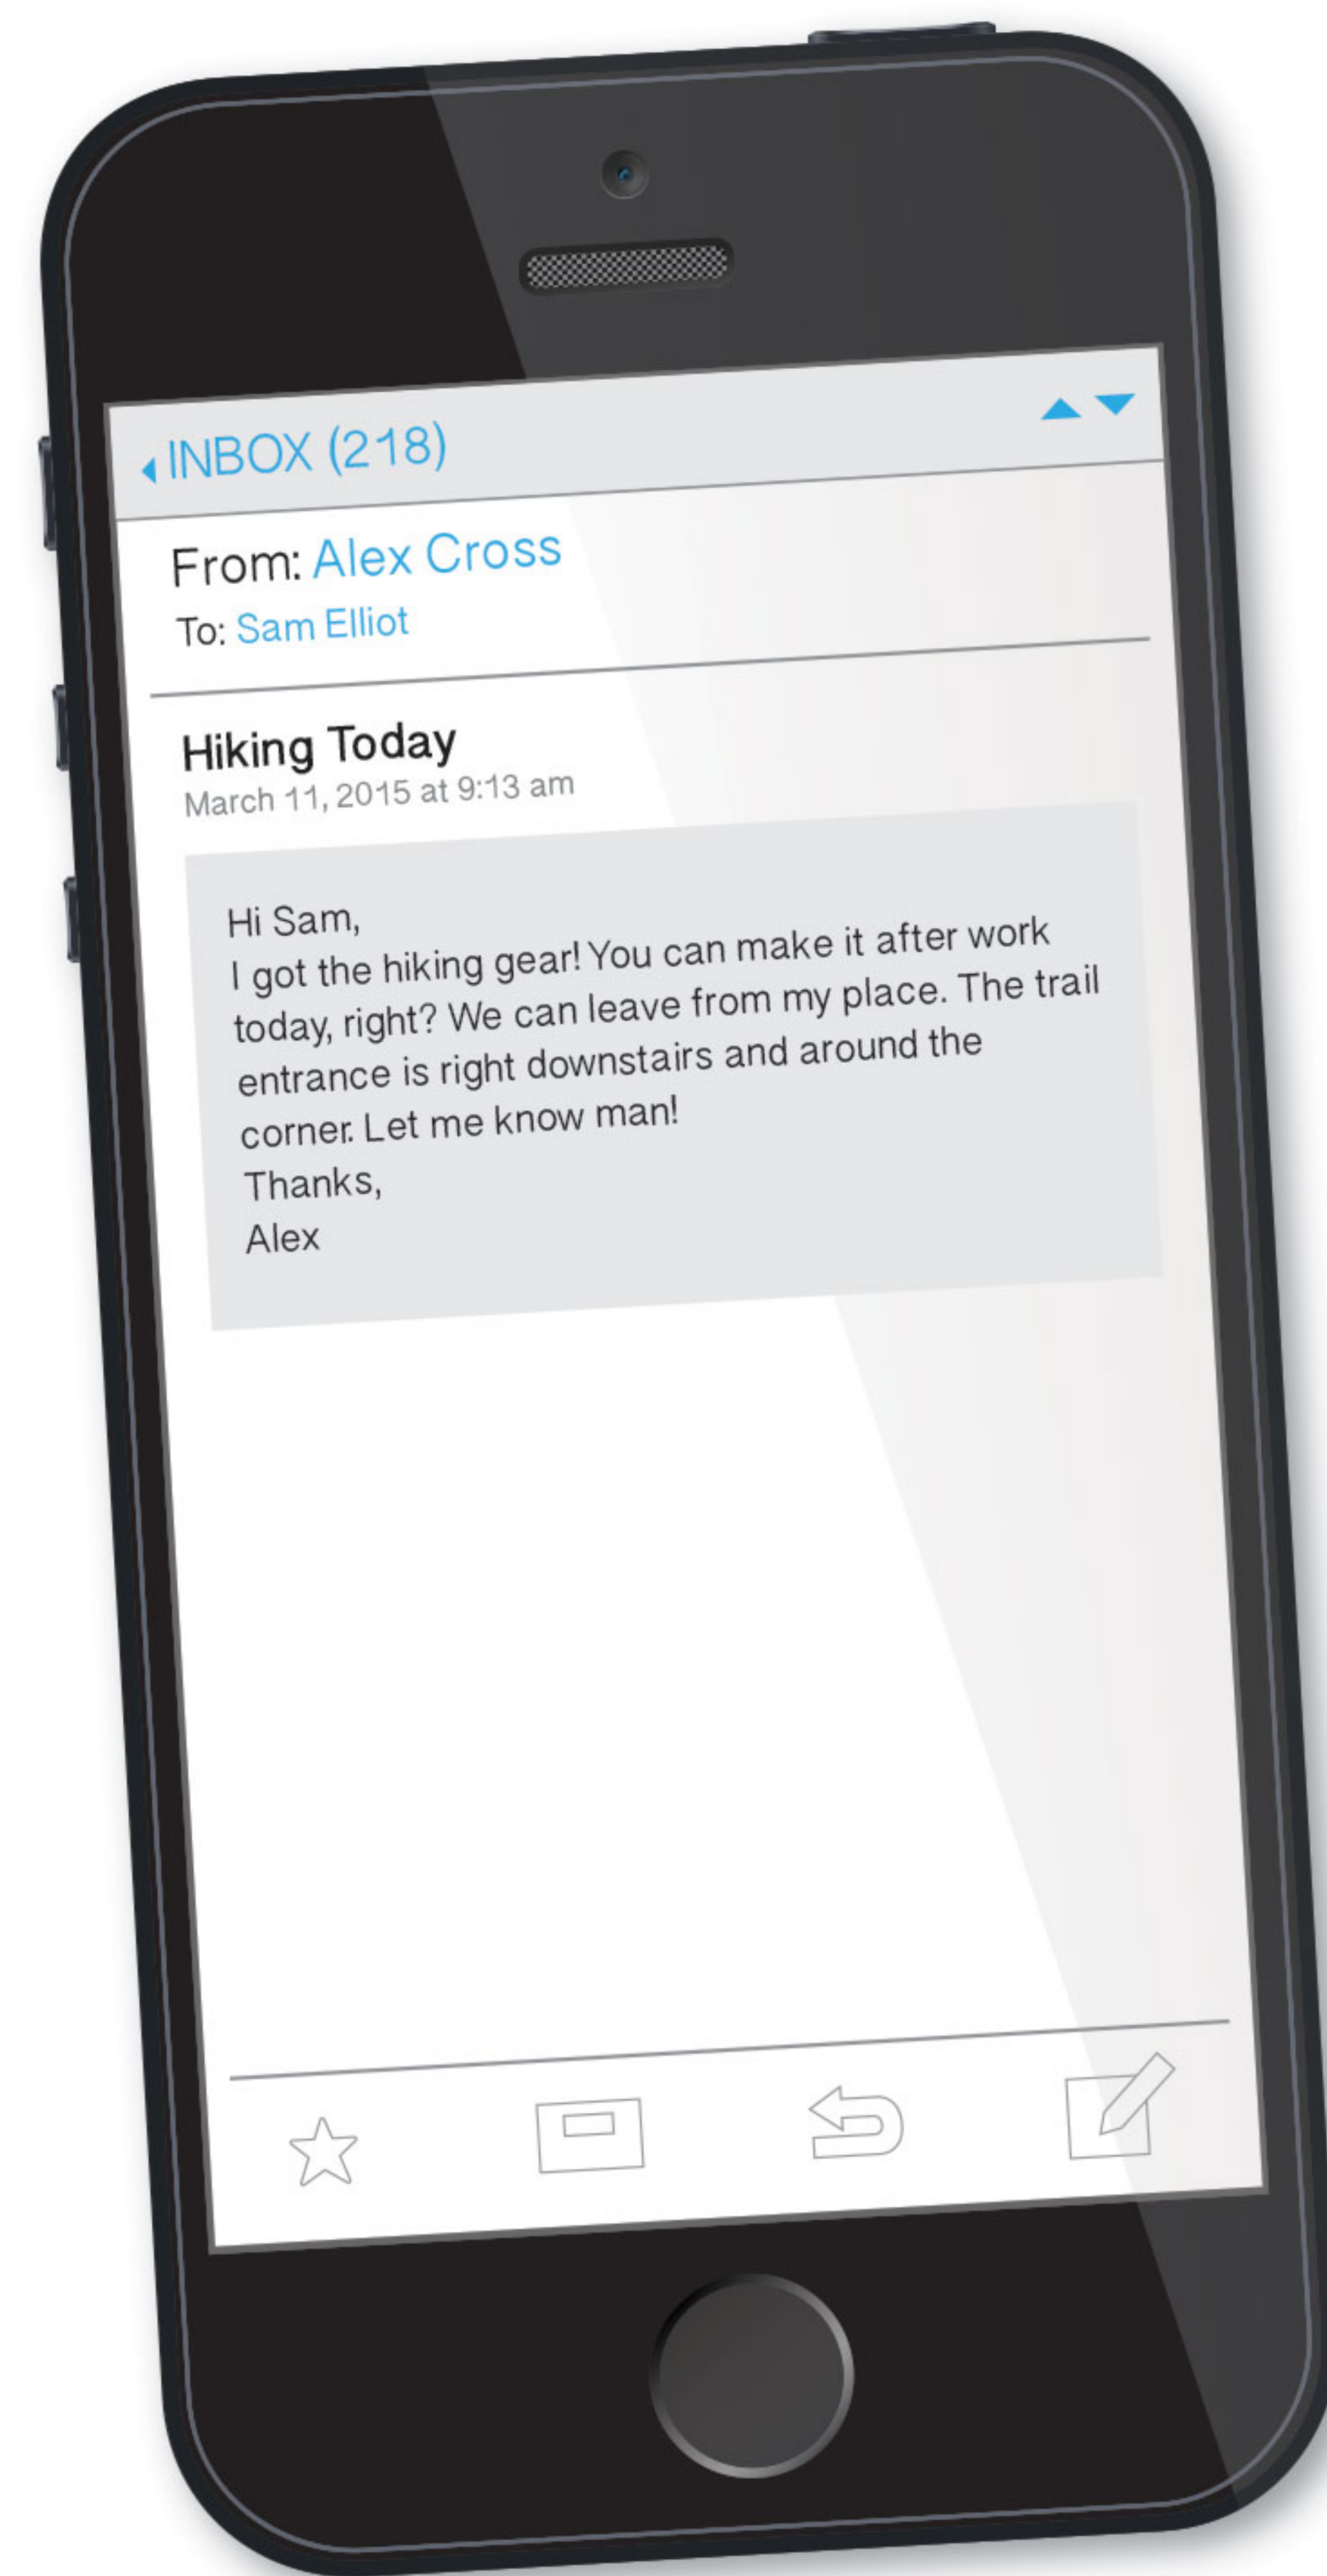 INBOX (218)
From: Alex Cross
To: Sam Elliot
Hiking Today
March 11, 2015 at 9:13 am
Hi Sam,
I got the hiking gear! You can make it after work
today, right? We can leave from my place. The trail
entrance is right downstairs and around the
corner. Let me know man!
Thanks,
Alex